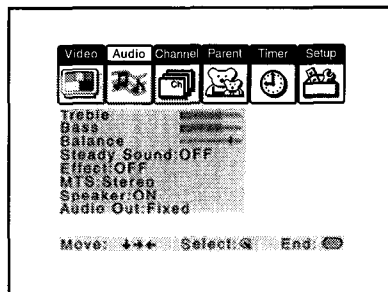 Video Audio Channel Parent Timer Setup
Ch
Treble
Bass
Balance
Steady Sound:OFF
Effect:OFF
MTS:Stereo
Speaker:ON
Audio Out:Fixed
Move: Select: End: